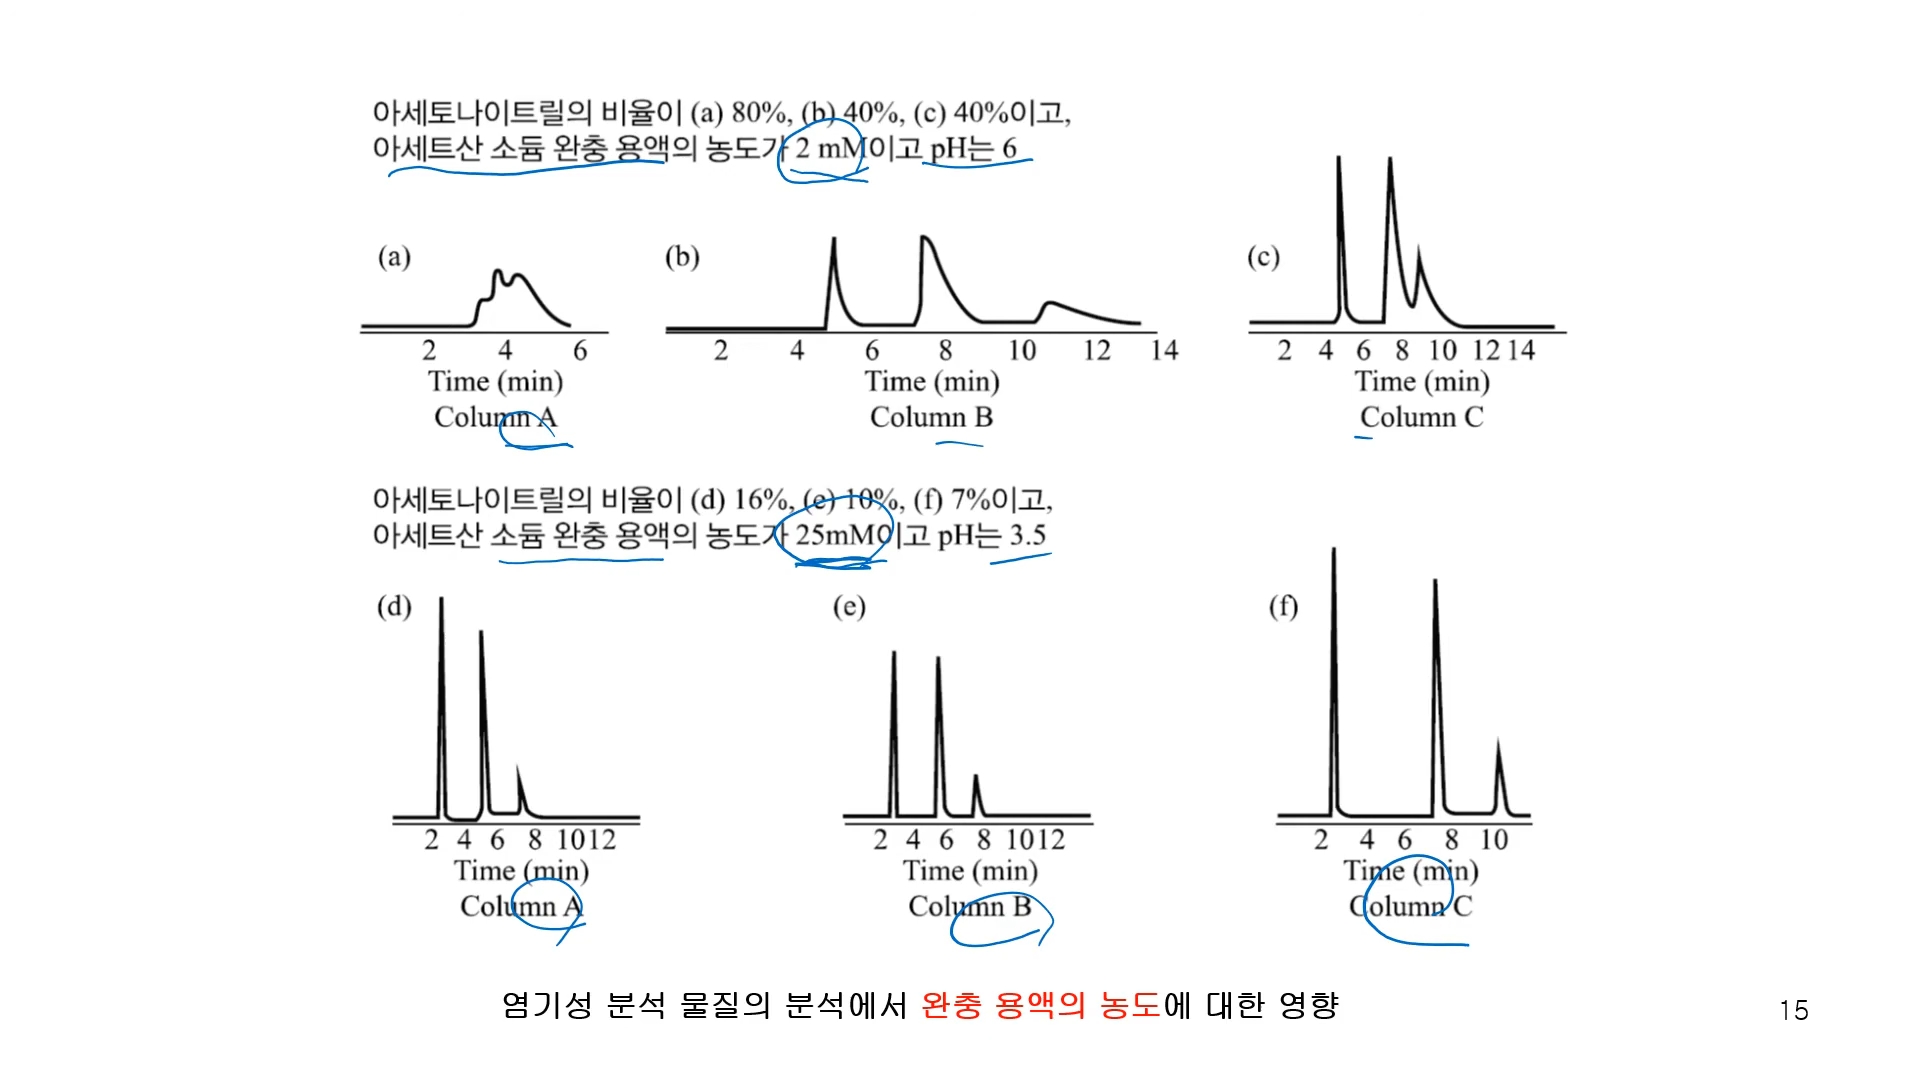 아세토나이트릴의 비율이 (a) 80%, (b) 40%, (c) 40%이고,
아세트산 소듐 완충 용액의 농도가 2 mM이고 pH는 6
(a)
2 4 6
Time (min)
Column A
(b)
2 4 6 8 10 12 14
Time (min)
Column B
(c)
2 4 6 8 10 12 14
Time (min)
Column C
아세토나이트릴의 비율이 (d) 16%, (e) 10%, (f) 7%이고,
아세트산 소듐 완충 용액의 농도가 25mM이고 pH는 3.5
(d)
2 4 6 8 10 12
Time (min)
Column A
(e)
2 4 6 8 10 12
Time (min)
Column B
(f)
2 4 6 8 10
Time (min)
Column C
염기성 분석 물질의 분석에서 완충 용액의 농도에 대한 영향
15